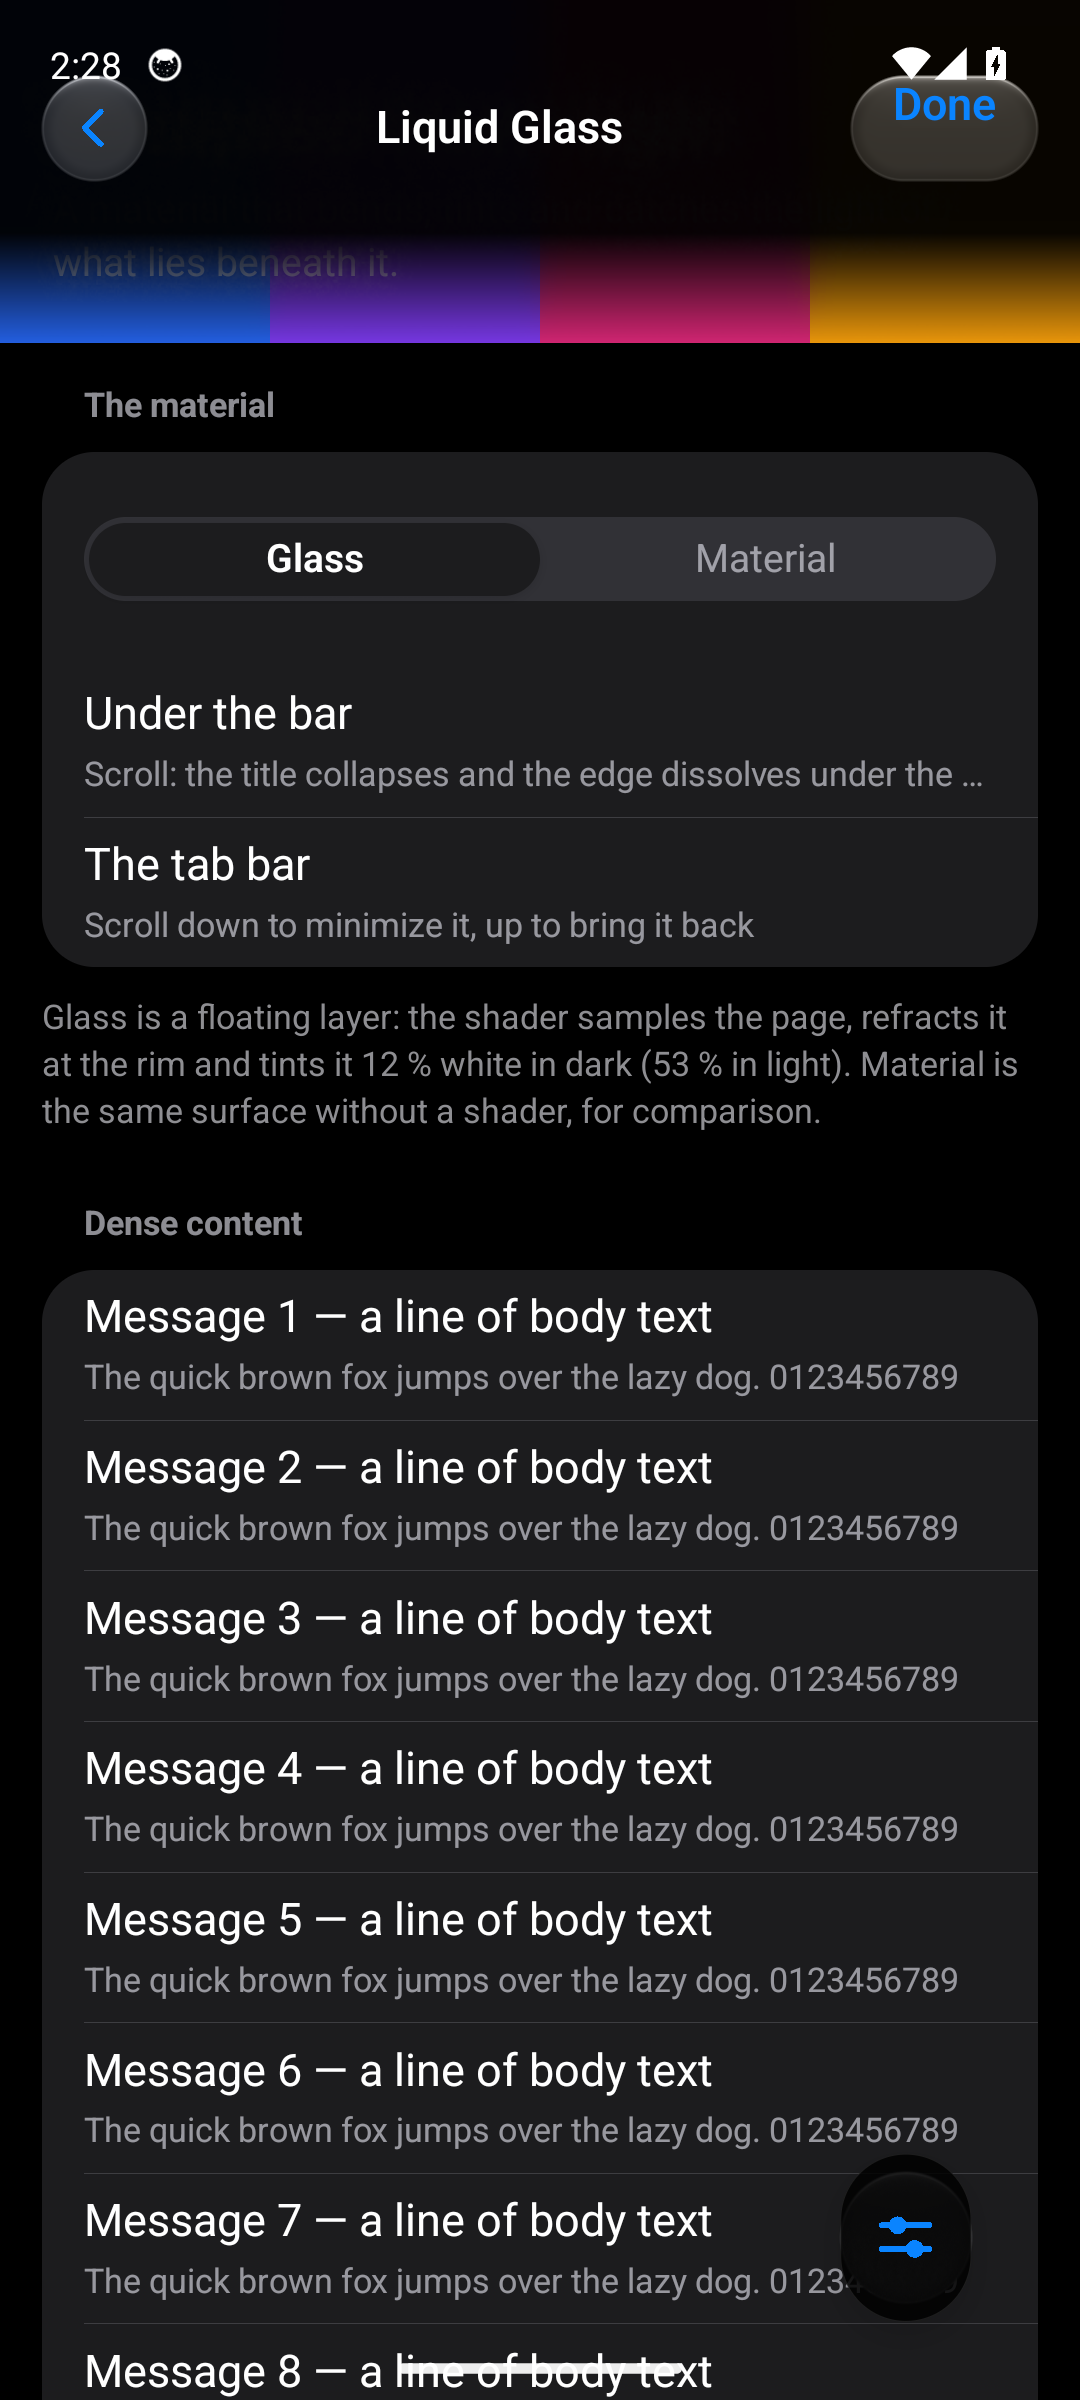 2:28
Liquid Glass
Done
what lies beneath it.
The material
Glass
Material
Under the bar
Scroll: the title collapses and the edge dissolves under the …
The tab bar
Scroll down to minimize it, up to bring it back
Glass is a floating layer: the shader samples the page, refracts it
at the rim and tints it 12 % white in dark (53 % in light). Material is
the same surface without a shader, for comparison.
Dense content
Message 1 — a line of body text
The quick brown fox jumps over the lazy dog. 0123456789
Message 2 — a line of body text
The quick brown fox jumps over the lazy dog. 0123456789
Message 3 — a line of body text
The quick brown fox jumps over the lazy dog. 0123456789
Message 4 — a line of body text
The quick brown fox jumps over the lazy dog. 0123456789
Message 5 — a line of body text
The quick brown fox jumps over the lazy dog. 0123456789
Message 6 — a line of body text
The quick brown fox jumps over the lazy dog. 0123456789
Message 7 — a line of body text
The quick brown fox jumps over the lazy dog. 01234
Message 8 — a line of body text